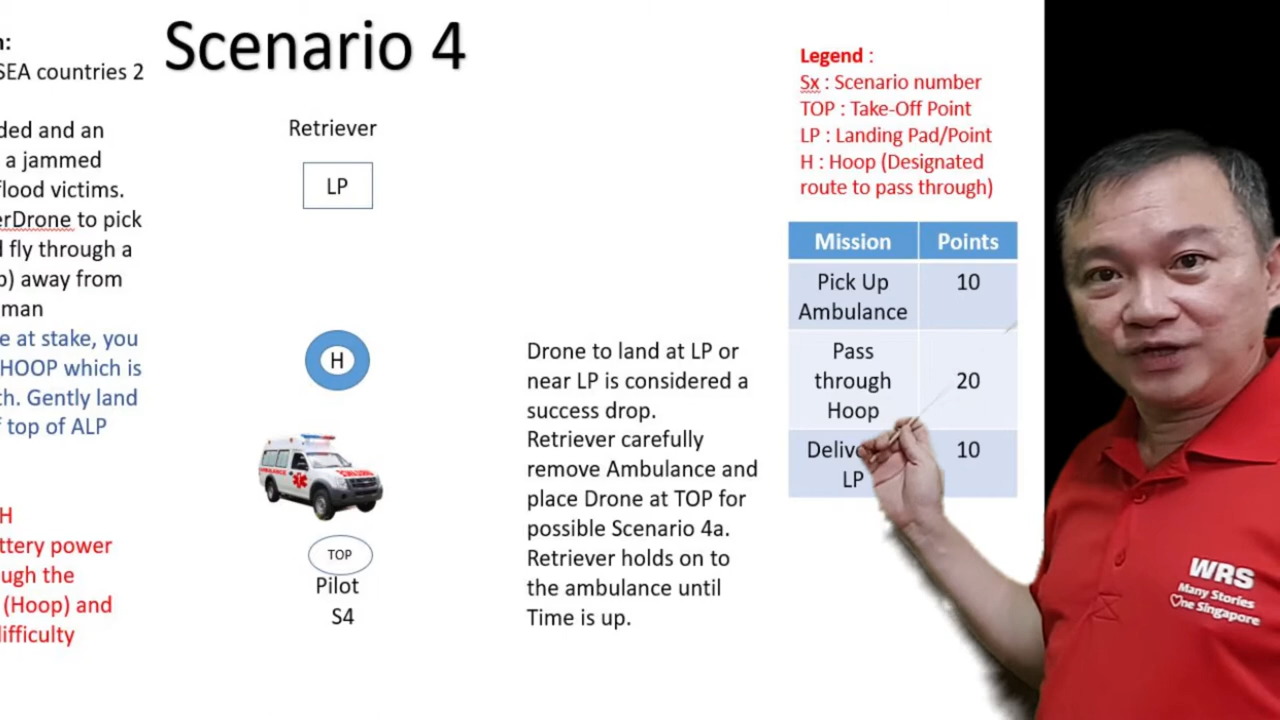 Scenario 4
n:
SEA countries 2
ded and an
a jammed
flood victims.
erDrone to pick
fly through a
) away from
man
e at stake, you
HOOP which is
th. Gently land
f top of ALP
H
ttery power
ugh the
(Hoop) and
ifficulty
Retriever
LP
H
AMBULANCE
TOP
Pilot
S4
Drone to land at LP or
near LP is considered a
success drop.
Retriever carefully
remove Ambulance and
place Drone at TOP for
possible Scenario 4a.
Retriever holds on to
the ambulance until
Time is up.
Legend :
Sx : Scenario number
TOP : Take-Off Point
LP : Landing Pad/Point
H : Hoop (Designated
route to pass through)
Mission Points
Pick Up
Ambulance
10
Pass
through
Hoop
20
Delive
LP
10
WRS
Many Stories
One Singapore